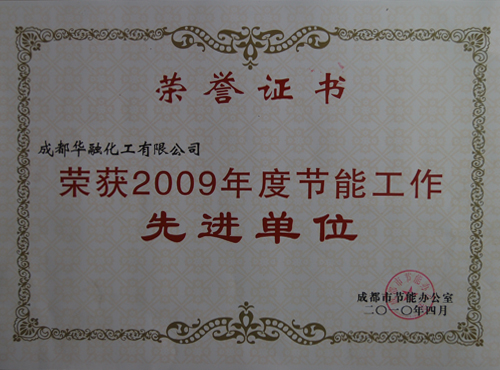 荣誉证书
成都华融化工有限公司
荣获2009年度节能工作
先进单位
成都市节能办公室
二〇一〇年四月